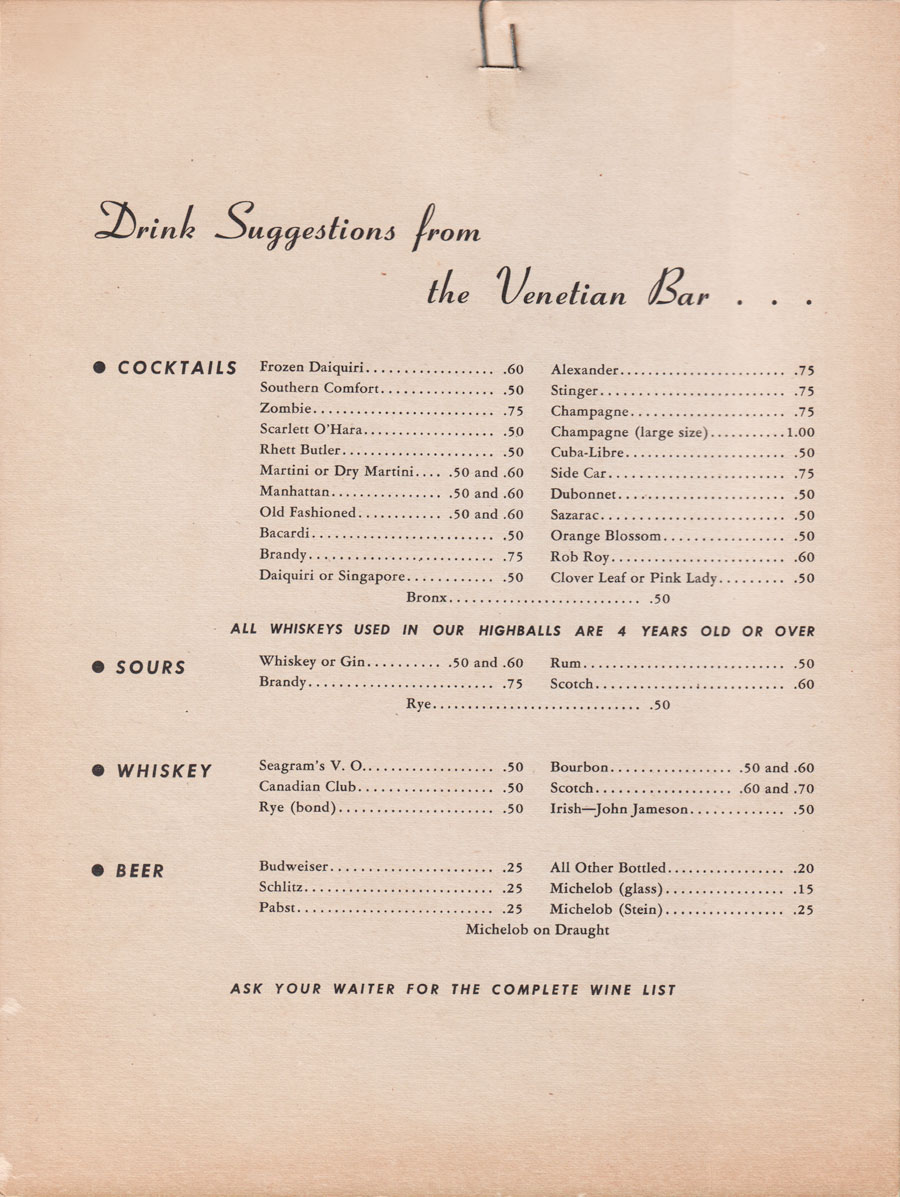 Drink Suggestions from
the Venetian Bar . . .
● COCKTAILS
Frozen Daiquiri.................. .60
Southern Comfort................ .50
Zombie.......................... .75
Scarlett O'Hara................... .50
Rhett Butler...................... .50
Martini or Dry Martini.... .50 and .60
Manhattan................ .50 and .60
Old Fashioned............ .50 and .60
Bacardi.......................... .50
Brandy........................... .75
Daiquiri or Singapore............ .50
Alexander........................ .75
Stinger........................... .75
Champagne...................... .75
Champagne (large size)...........1.00
Cuba-Libre....................... .50
Side Car.......................... .75
Dubonnet........................ .50
Sazarac........................... .50
Orange Blossom.................. .50
Rob Roy......................... .60
Clover Leaf or Pink Lady......... .50
Bronx............................ .50
ALL WHISKEYS USED IN OUR HIGHBALLS ARE 4 YEARS OLD OR OVER
● SOURS
Whiskey or Gin.......... .50 and .60
Brandy........................... .75
Rum............................. .50
Scotch........................... .60
Rye.............................. .50
● WHISKEY
Seagram's V. O................... .50
Canadian Club.................... .50
Rye (bond)....................... .50
Bourbon.................. .50 and .60
Scotch.................... .60 and .70
Irish—John Jameson.............. .50
● BEER
Budweiser........................ .25
Schlitz........................... .25
Pabst............................ .25
All Other Bottled................. .20
Michelob (glass)................. .15
Michelob (Stein)................. .25
Michelob on Draught
ASK YOUR WAITER FOR THE COMPLETE WINE LIST